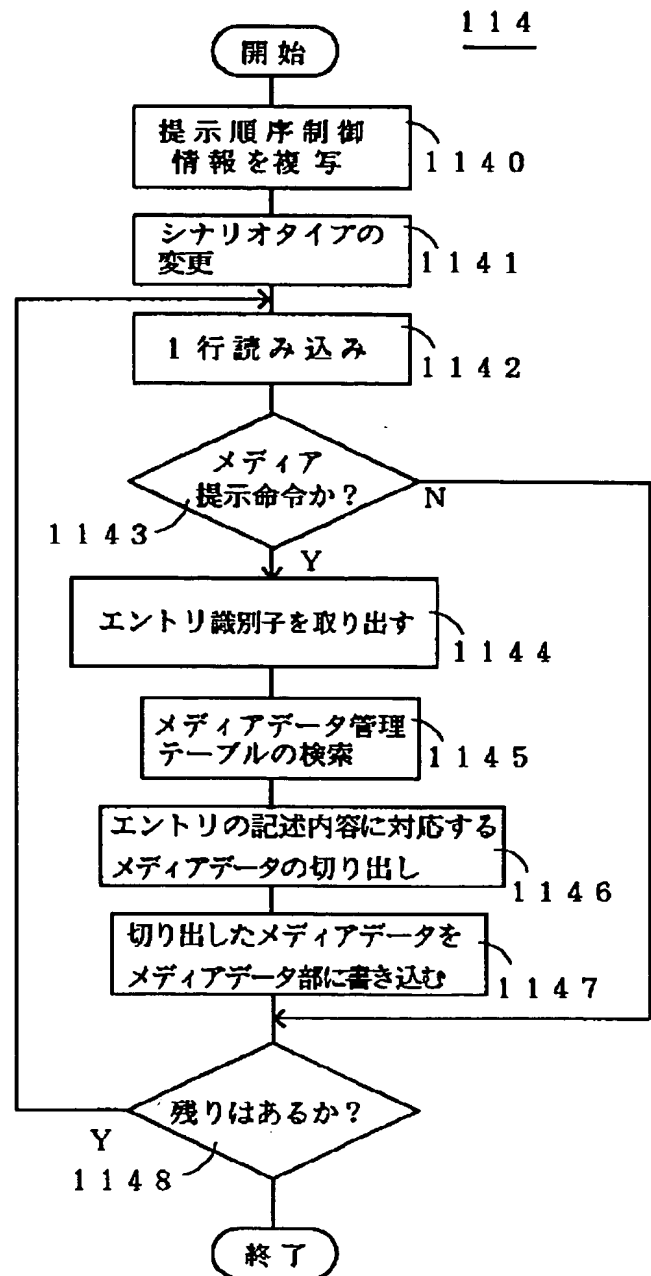 114
開始
提示順序制御
情報を複写
1140
シナリオタイプの
変更
1141
1行読み込み
1142
メディア
提示命令か?
N
1143
Y
エントリ識別子を取り出す
1144
メディアデータ管理
テーブルの検索
1145
エントリの記述内容に対応する
メディアデータの切り出し
1146
切り出したメディアデータを
メディアデータ部に書き込む
1147
残りはあるか?
Y
1148
終了